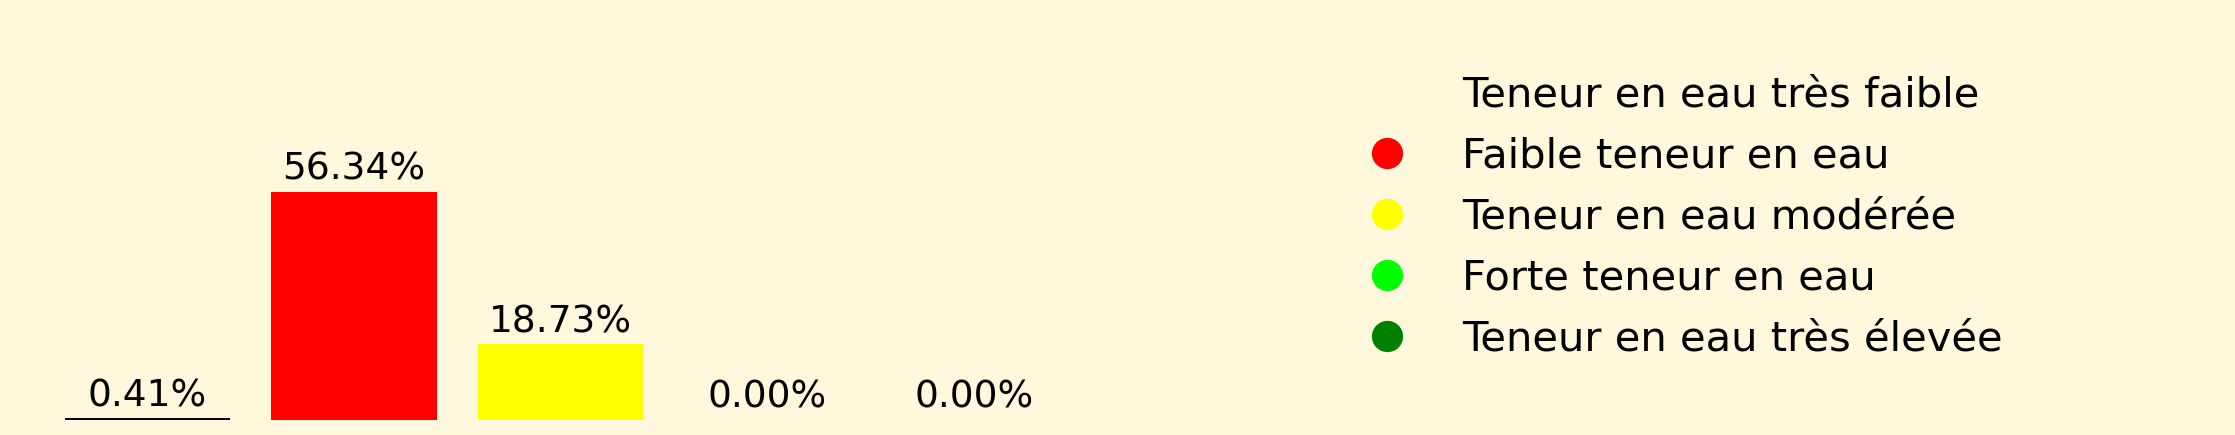 56.34%
18.73%
0.41%
0.00%
0.00%
Teneur en eau très faible
Faible teneur en eau
Teneur en eau modérée
Forte teneur en eau
Teneur en eau très élevée